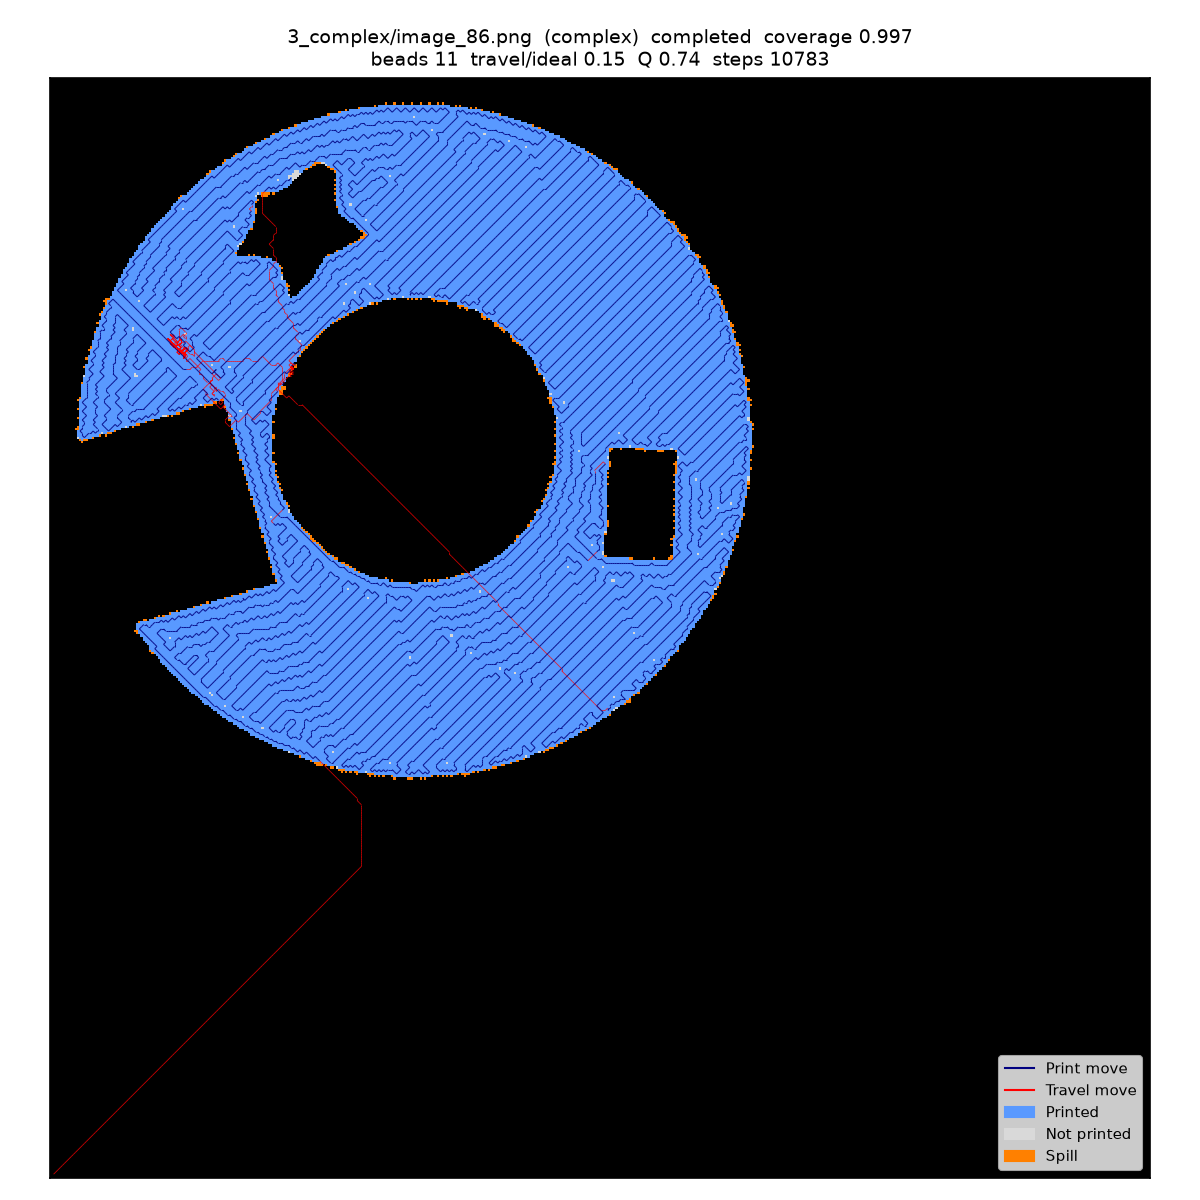 3_complex/image_86.png  (complex)  completed  coverage 0.997
beads 11  travel/ideal 0.15  Q 0.74  steps 10783
Print move
Travel move
Printed
Not printed
Spill